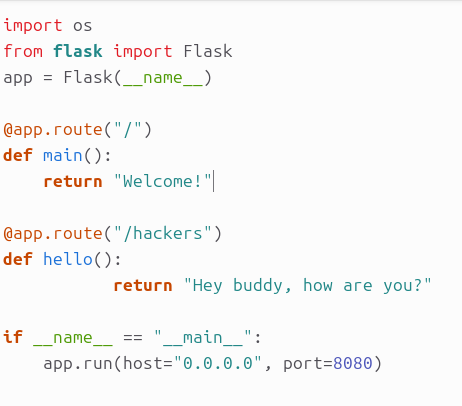 import os
from flask import Flask
app = Flask(__name__)

@app.route("/")
def main():
    return "Welcome!"

@app.route("/hackers")
def hello():
           return "Hey buddy, how are you?"

if __name__ == "__main__":
    app.run(host="0.0.0.0", port=8080)